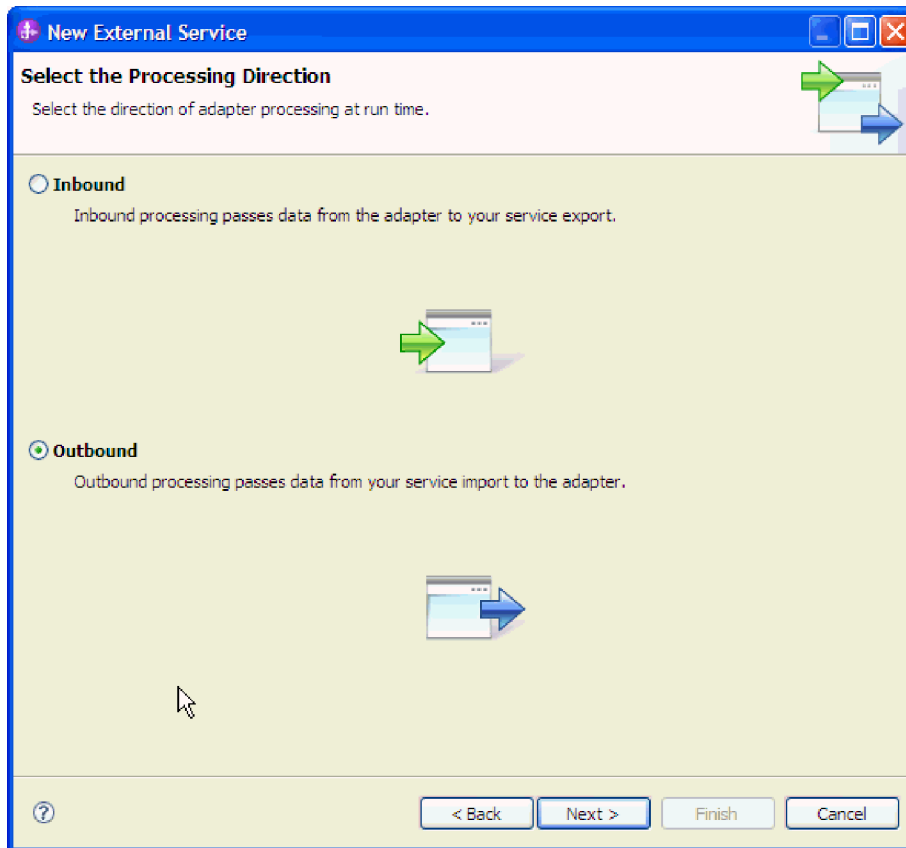 New External Service
Select the Processing Direction
Select the direction of adapter processing at run time.
Inbound
Inbound processing passes data from the adapter to your service export.
Outbound
Outbound processing passes data from your service import to the adapter.
?
< Back
Next >
Finish
Cancel